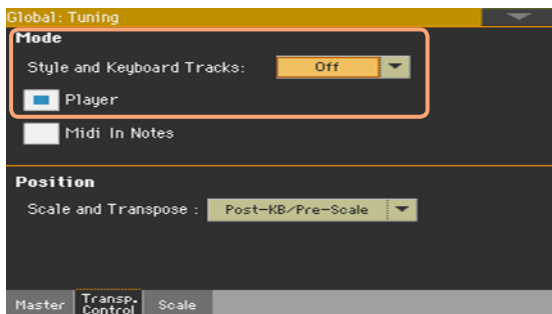 Global: Tuning
Mode
Style and Keyboard Tracks: Off
Player
Midi In Notes
Position
Scale and Transpose : Post-KB/Pre-Scale
Master Transp. Control Scale